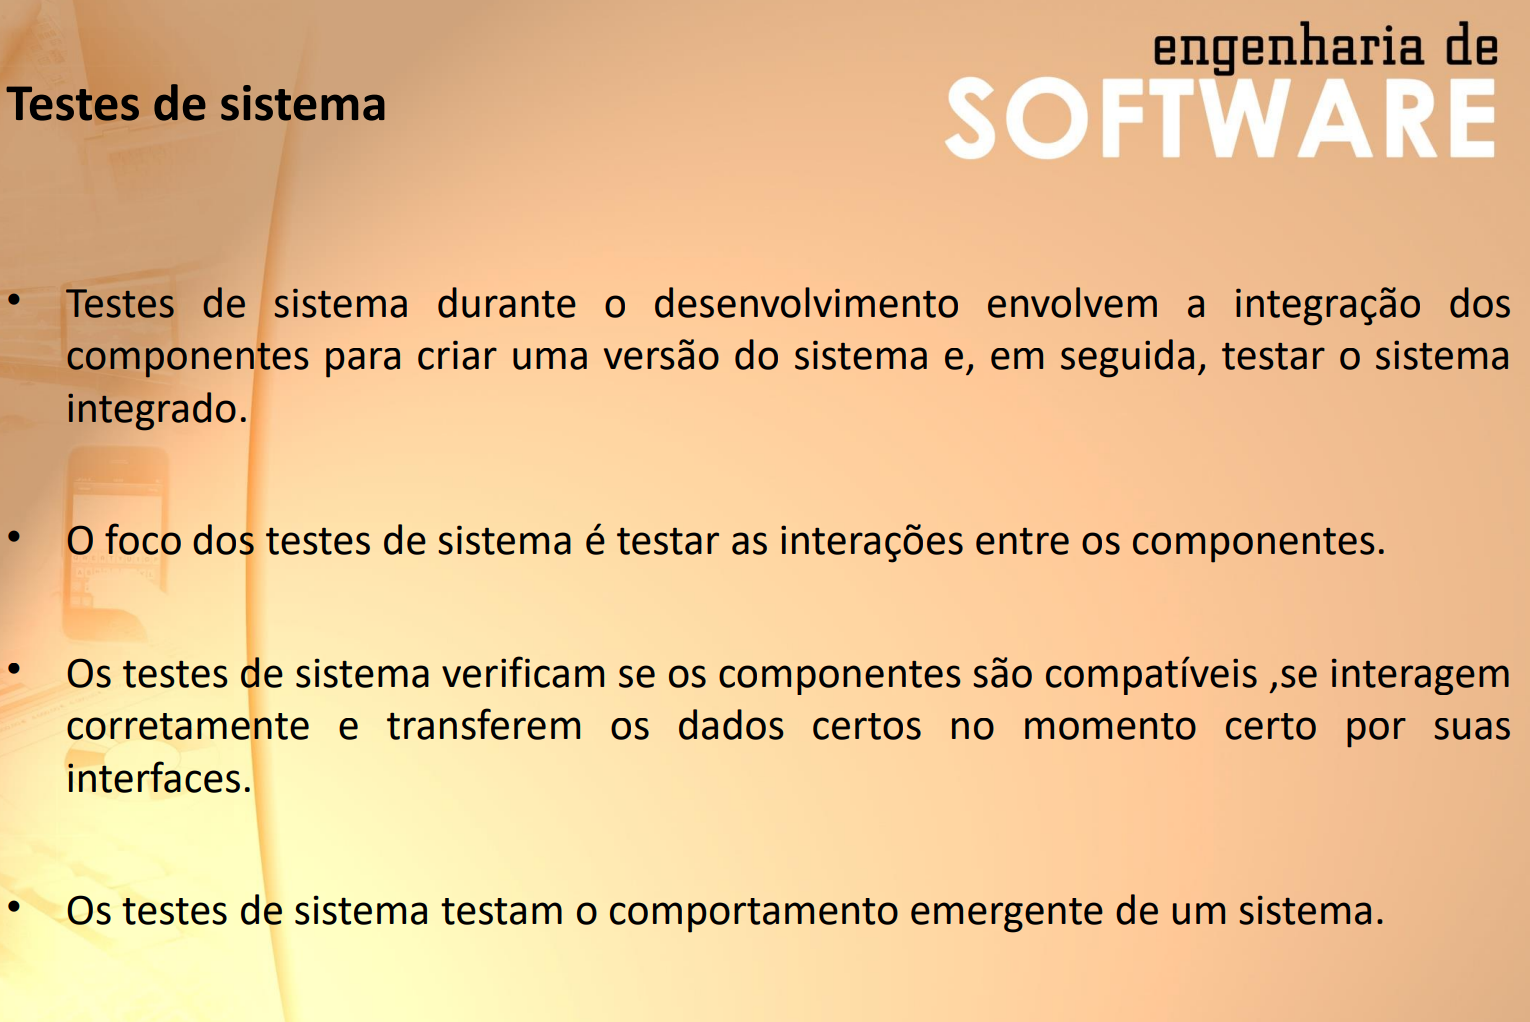 engenharia de
SOFTWARE
Testes de sistema
• Testes de sistema durante o desenvolvimento envolvem a integração dos
componentes para criar uma versão do sistema e, em seguida, testar o sistema
integrado.
• O foco dos testes de sistema é testar as interações entre os componentes.
• Os testes de sistema verificam se os componentes são compatíveis ,se interagem
corretamente e transferem os dados certos no momento certo por suas
interfaces.
• Os testes de sistema testam o comportamento emergente de um sistema.